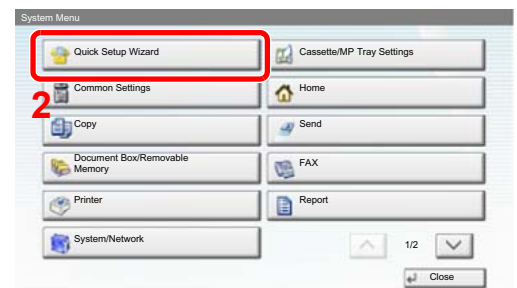 System Menu
Quick Setup Wizard
Cassette/MP Tray Settings
Common Settings
Home
2
Copy
Send
Document Box/Removable
Memory
FAX
Printer
Report
System/Network
1/2
Close